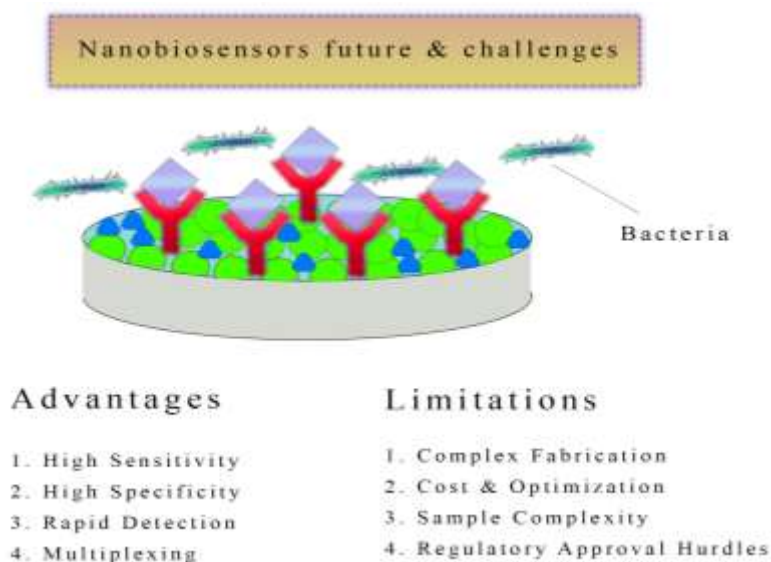 Nanobiosensors future & challenges
Bacteria
Advantages
1. High Sensitivity
2. High Specificity
3. Rapid Detection
4. Multiplexing
Limitations
1. Complex Fabrication
2. Cost & Optimization
3. Sample Complexity
4. Regulatory Approval Hurdles